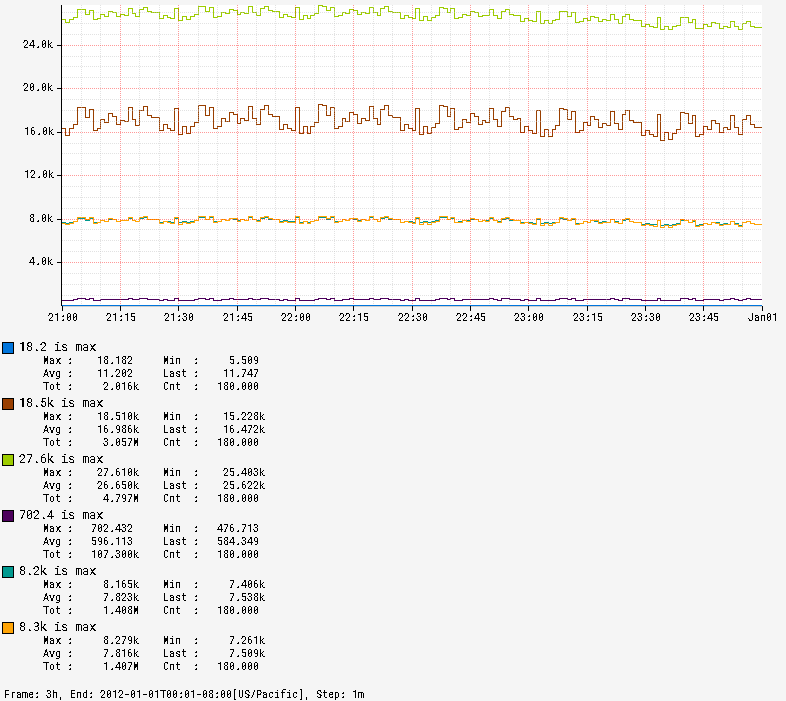 24.0k
20.0k
16.0k
12.0k
8.0k
4.0k
21:00 21:15 21:30 21:45 22:00 22:15 22:30 22:45 23:00 23:15 23:30 23:45 Jan01
18.2 is max
Max : 18.182 Min : 5.509
Avg : 11.202 Last : 11.747
Tot : 2.016k Cnt : 180.000
18.5k is max
Max : 18.510k Min : 15.228k
Avg : 16.986k Last : 16.472k
Tot : 3.057M Cnt : 180.000
27.6k is max
Max : 27.610k Min : 25.403k
Avg : 26.650k Last : 25.622k
Tot : 4.797M Cnt : 180.000
702.4 is max
Max : 702.432 Min : 476.713
Avg : 596.113 Last : 584.349
Tot : 107.300k Cnt : 180.000
8.2k is max
Max : 8.165k Min : 7.406k
Avg : 7.823k Last : 7.538k
Tot : 1.408M Cnt : 180.000
8.3k is max
Max : 8.279k Min : 7.261k
Avg : 7.816k Last : 7.509k
Tot : 1.407M Cnt : 180.000
Frame: 3h, End: 2012-01-01T00:01-08:00[US/Pacific], Step: 1m